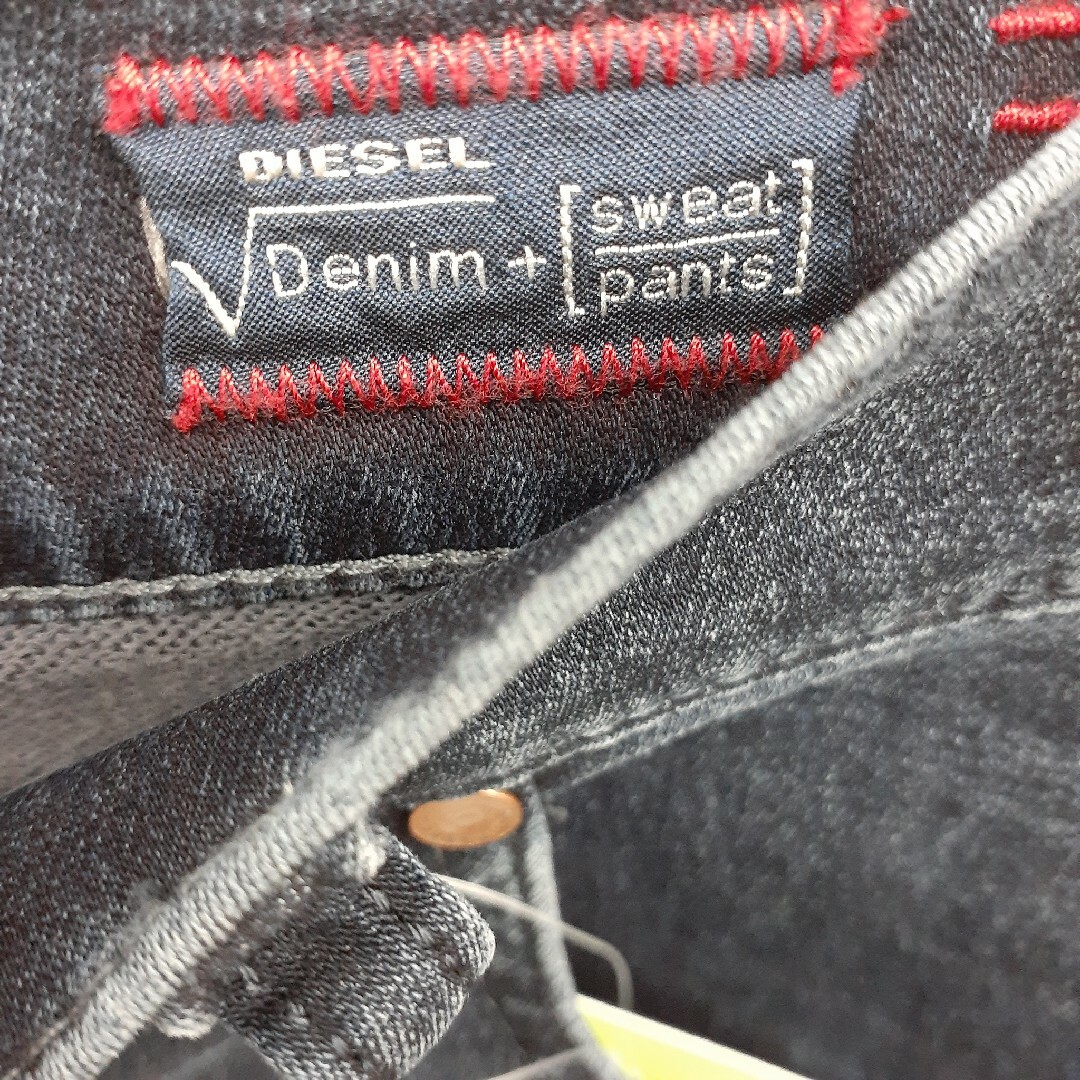 DIESEL
√Denim + [sweat
pants]